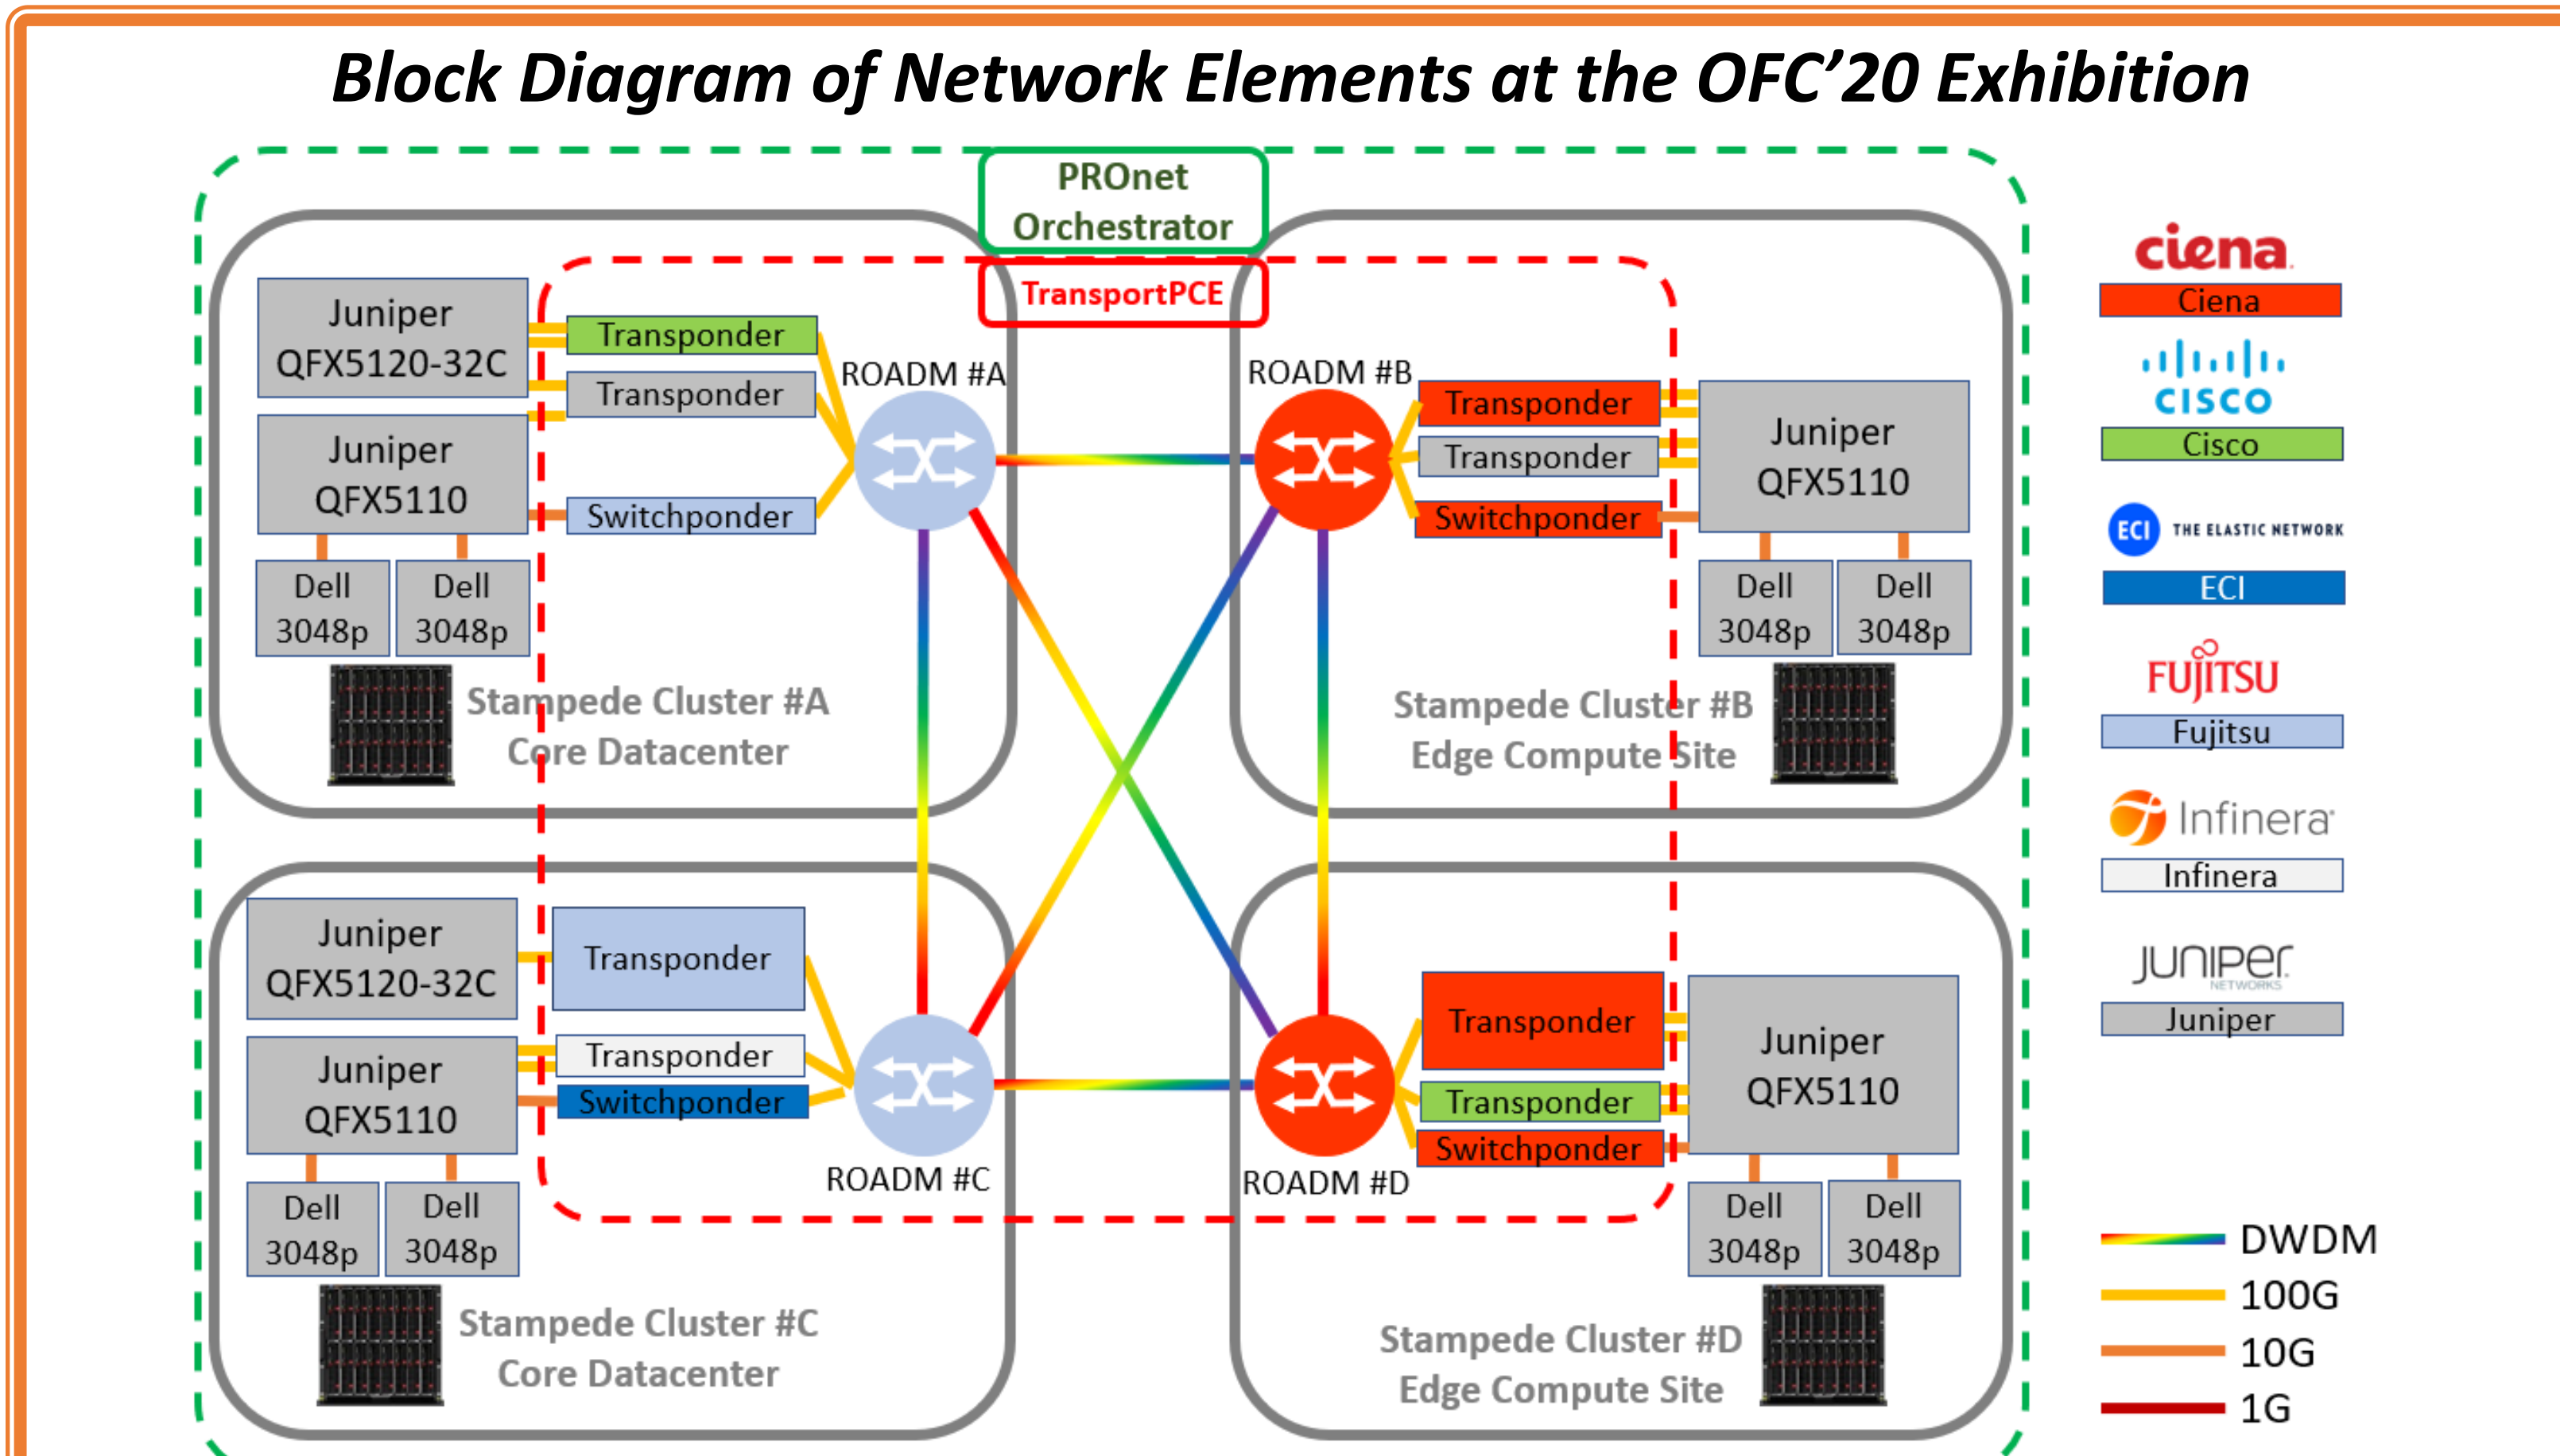 Block Diagram of Network Elements at the OFC’20 Exhibition
PROnet
Orchestrator
TransportPCE
Juniper
QFX5120-32C
Transponder
Transponder
Juniper
QFX5110
Switchponder
Dell
3048p
Dell
3048p
ROADM #A
Stampede Cluster #A
Core Datacenter
ROADM #B
Transponder
Transponder
Switchponder
Juniper
QFX5110
Dell
3048p
Dell
3048p
Stampede Cluster #B
Edge Compute Site
Juniper
QFX5120-32C
Transponder
Juniper
QFX5110
Transponder
Switchponder
Dell
3048p
Dell
3048p
ROADM #C
Stampede Cluster #C
Core Datacenter
Transponder
Transponder
Switchponder
Juniper
QFX5110
ROADM #D
Dell
3048p
Dell
3048p
Stampede Cluster #D
Edge Compute Site
ciena
Ciena
CISCO
Cisco
ECI THE ELASTIC NETWORK
ECI
FUJITSU
Fujitsu
Infinera
Infinera
JUNIPER
NETWORKS
Juniper
DWDM
100G
10G
1G